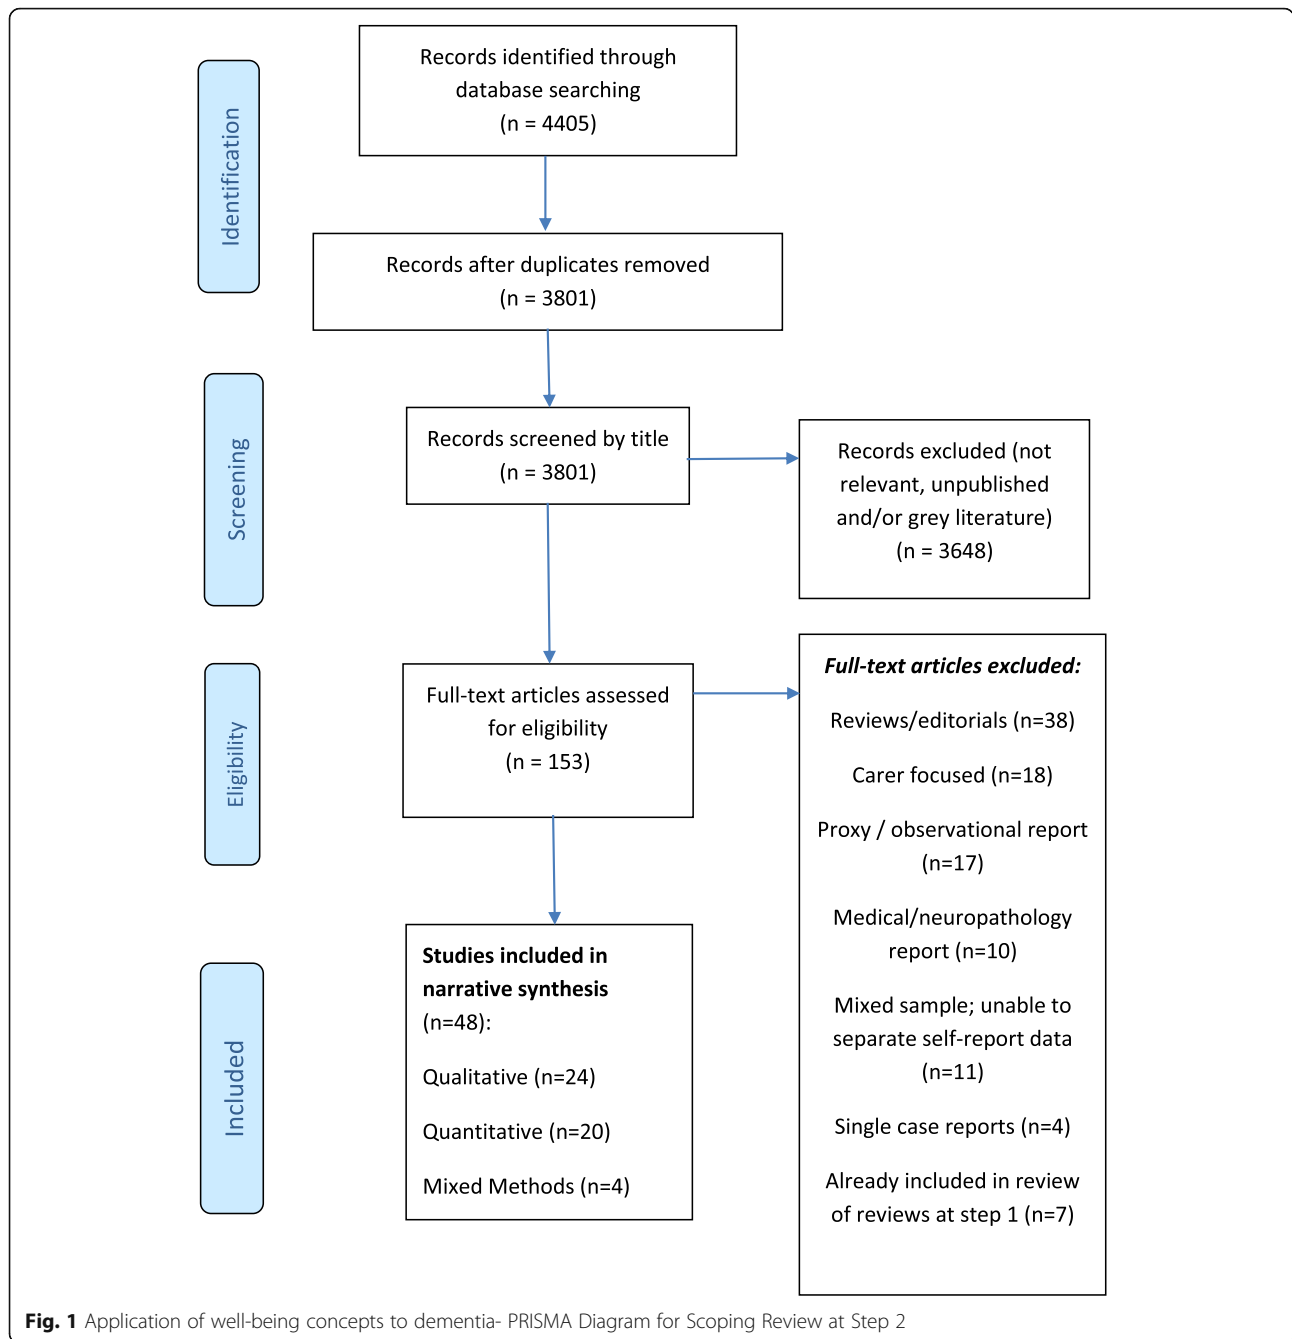 Identification
Records identified through
database searching
(n = 4405)
Records after duplicates removed
(n = 3801)
Screening
Records screened by title
(n = 3801)
Records excluded (not
relevant, unpublished
and/or grey literature)
(n = 3648)
Eligibility
Full-text articles assessed
for eligibility
(n = 153)
Full-text articles excluded:
Reviews/editorials (n=38)
Carer focused (n=18)
Proxy / observational report
(n=17)
Medical/neuropathology
report (n=10)
Mixed sample; unable to
separate self-report data
(n=11)
Single case reports (n=4)
Already included in review
of reviews at step 1 (n=7)
Included
Studies included in
narrative synthesis
(n=48):
Qualitative (n=24)
Quantitative (n=20)
Mixed Methods (n=4)
Fig. 1 Application of well-being concepts to dementia- PRISMA Diagram for Scoping Review at Step 2